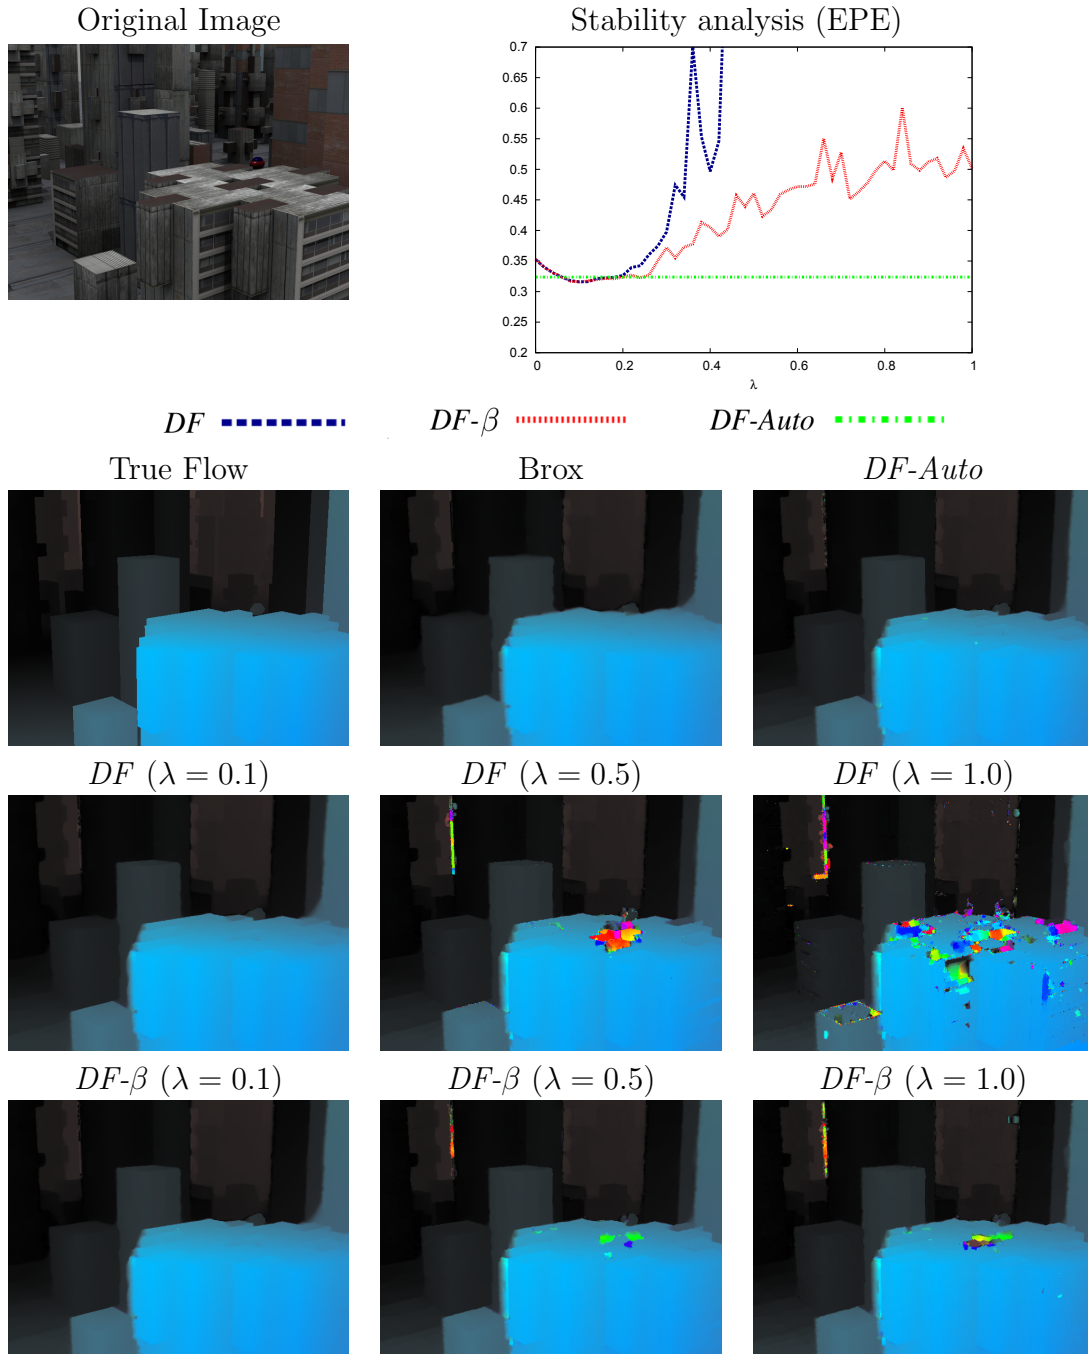 Original Image
Stability analysis (EPE)
0.7
0.65
0.6
0.55
0.5
0.45
0.4
0.35
0.3
0.25
0.2
0 0.2 0.4 0.6 0.8 1
λ
DF DF-β DF-Auto
True Flow Brox DF-Auto
DF (λ = 0.1) DF (λ = 0.5) DF (λ = 1.0)
DF-β (λ = 0.1) DF-β (λ = 0.5) DF-β (λ = 1.0)